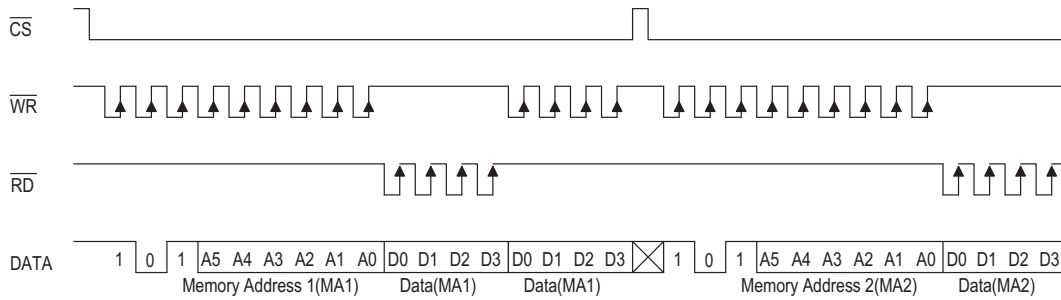 CS
WR
RD
DATA 1 0 1 A5 A4 A3 A2 A1 A0 D0 D1 D2 D3 D0 D1 D2 D3 1 0 1 A5 A4 A3 A2 A1 A0 D0 D1 D2 D3
Memory Address 1(MA1) Data(MA1) Data(MA1) Memory Address 2(MA2) Data(MA2)